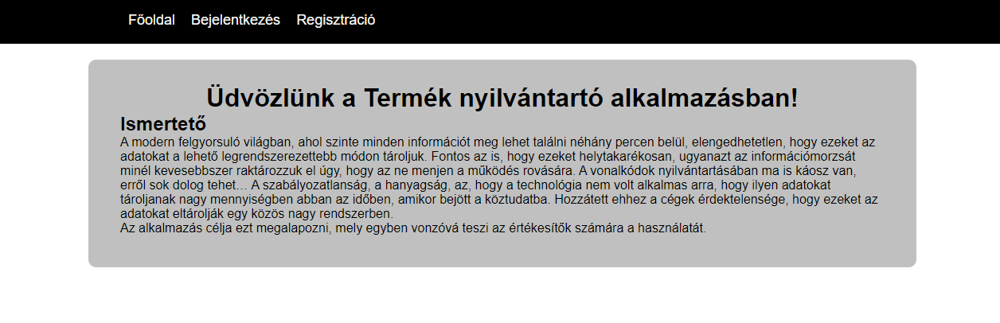 Főoldal Bejelentkezés Regisztráció
Üdvözlünk a Termék nyilvántartó alkalmazásban!
Ismertető
A modern felgyorsuló világban, ahol szinte minden információt meg lehet találni néhány percen belül, elengedhetetlen, hogy ezeket az
adatokat a lehető legrendszerezettebb módon tároljuk. Fontos az is, hogy ezeket helytakarékosan, ugyanazt az információmorzsát
minél kevesebbszer raktározzuk el úgy, hogy az ne menjen a működés rovására. A vonalkódok nyilvántartásában ma is káosz van,
erről sok dolog tehet... A szabályozatlanság, a hanyagság, az, hogy a technológia nem volt alkalmas arra, hogy ilyen adatokat
tároljanak nagy mennyiségben abban az időben, amikor bejött a köztudatba. Hozzátett ehhez a cégek érdektelensége, hogy ezeket az
adatokat eltárolják egy közös nagy rendszerben.
Az alkalmazás célja ezt megalapozni, mely egyben vonzóvá teszi az értékesítők számára a használatát.